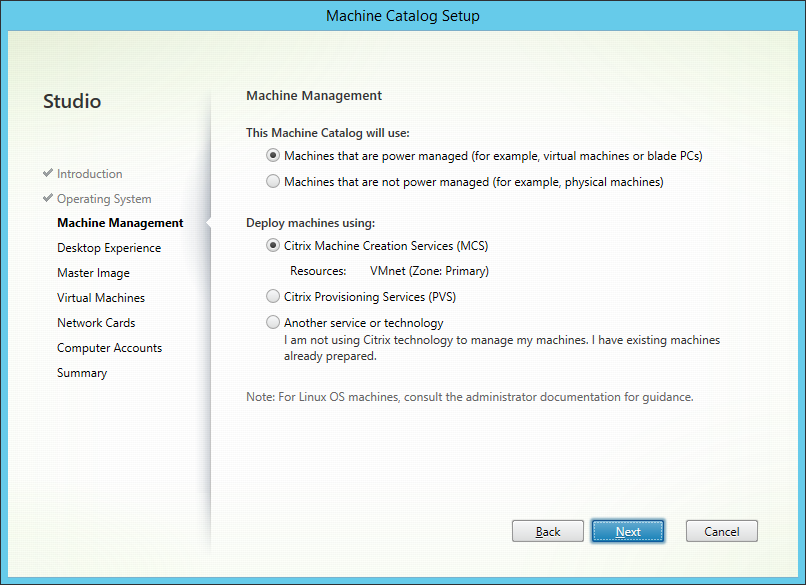 Machine Catalog Setup
Studio
Introduction
Operating System
Machine Management
Desktop Experience
Master Image
Virtual Machines
Network Cards
Computer Accounts
Summary
Machine Management
This Machine Catalog will use:
Machines that are power managed (for example, virtual machines or blade PCs)
Machines that are not power managed (for example, physical machines)
Deploy machines using:
Citrix Machine Creation Services (MCS)
Resources: VMnet (Zone: Primary)
Citrix Provisioning Services (PVS)
Another service or technology
I am not using Citrix technology to manage my machines. I have existing machines
already prepared.
Note: For Linux OS machines, consult the administrator documentation for guidance.
Back Next Cancel